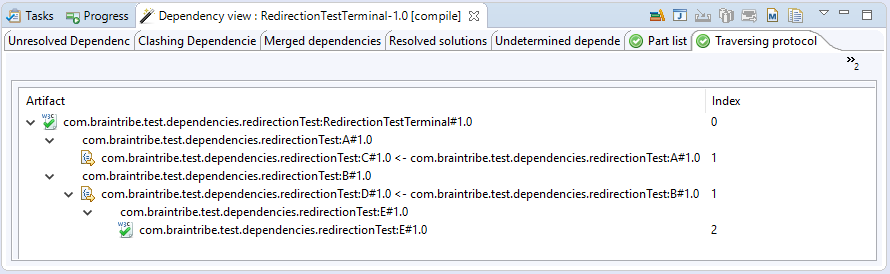 Tasks Progress Dependency view : RedirectionTestTerminal-1.0 [compile]
Unresolved Dependenc Clashing Dependencie Merged dependencies Resolved solutions Undetermined depende Part list Traversing protocol
»2
Artifact Index
W3C com.braintribe.test.dependencies.redirectionTest:RedirectionTestTerminal#1.0 0
com.braintribe.test.dependencies.redirectionTest:A#1.0
com.braintribe.test.dependencies.redirectionTest:C#1.0 <- com.braintribe.test.dependencies.redirectionTest:A#1.0 1
com.braintribe.test.dependencies.redirectionTest:B#1.0
com.braintribe.test.dependencies.redirectionTest:D#1.0 <- com.braintribe.test.dependencies.redirectionTest:B#1.0 1
com.braintribe.test.dependencies.redirectionTest:E#1.0
W3C com.braintribe.test.dependencies.redirectionTest:E#1.0 2